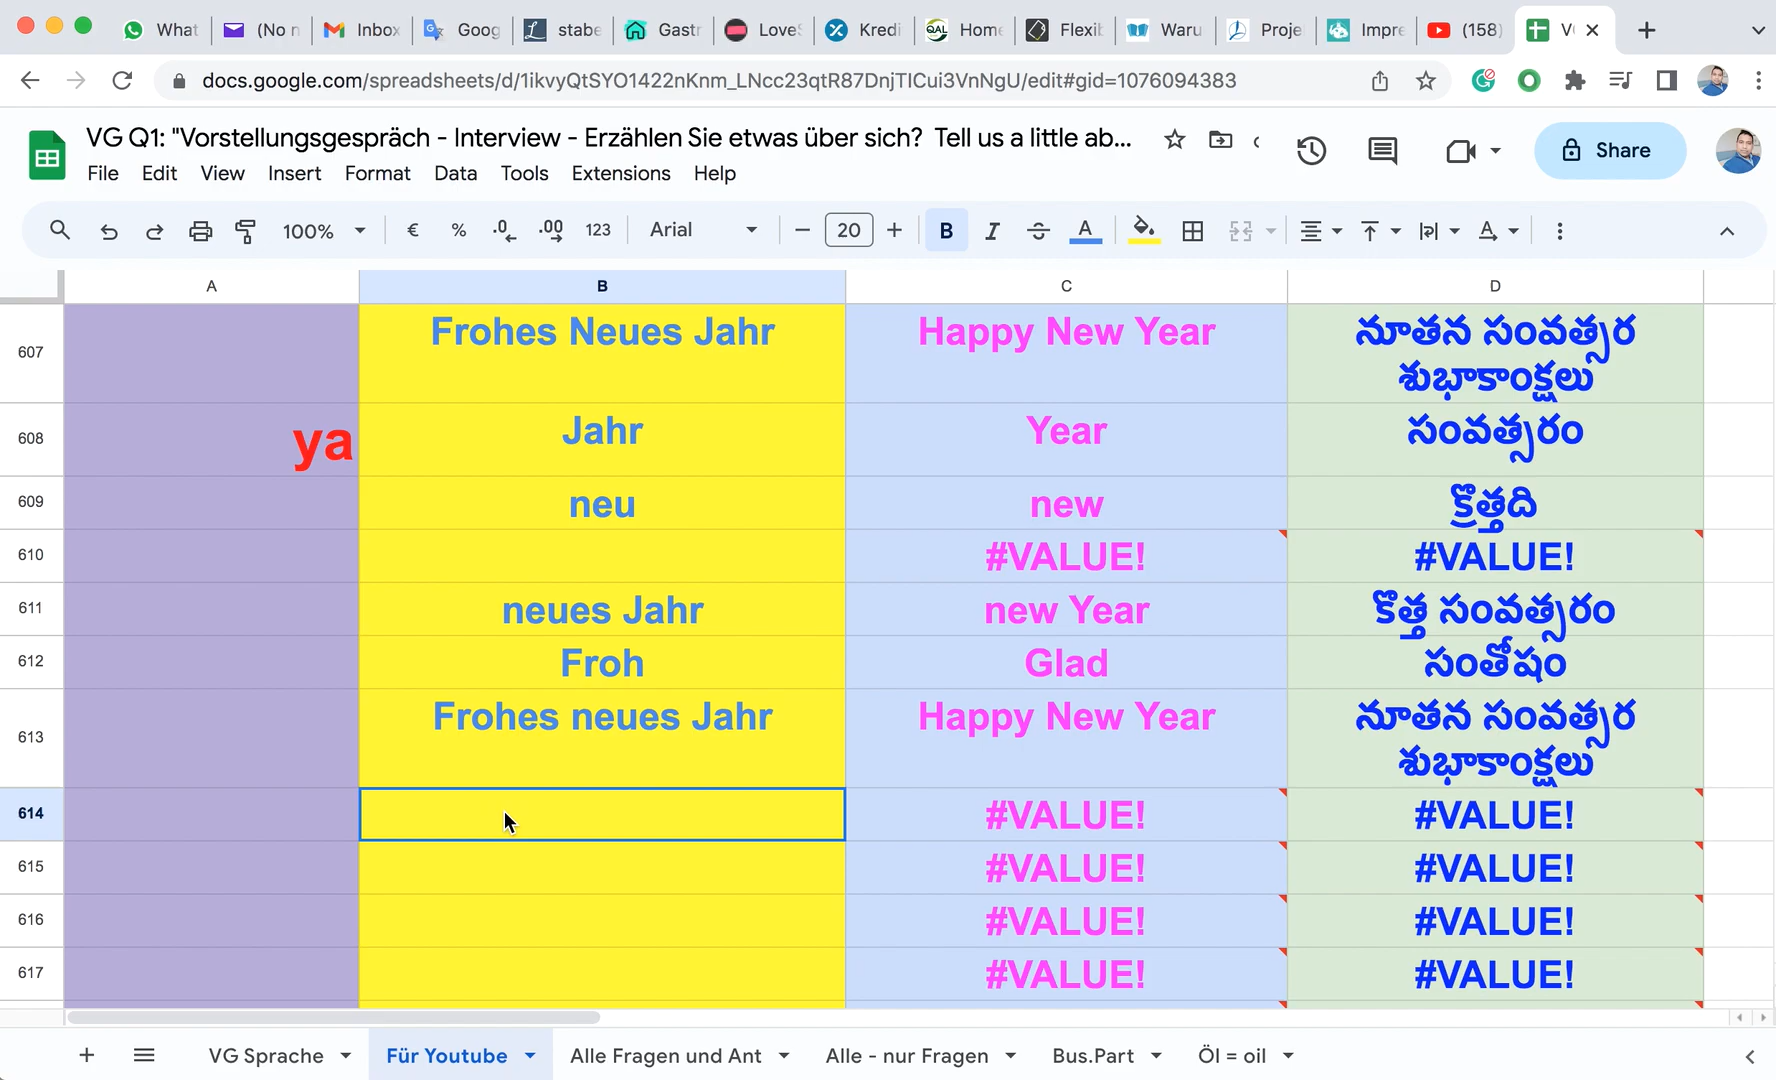 What
(No n
Inbox
Goog
stabe
Gastr
LoveS
Kredi
QAL
Home
Flexib
Waru
Proje
Impre
(158)
VG
docs.google.com/spreadsheets/d/1ikvyQtSYO1422nKnm_LNcc23qtR87DnjTICui3VnNgU/edit#gid=1076094383
VG Q1: "Vorstellungsgespräch - Interview - Erzählen Sie etwas über sich? Tell us a little ab...
Share
File Edit View Insert Format Data Tools Extensions Help
100% € % .0 .00 123 Arial 20 B I A
A B C D
607 Frohes Neues Jahr Happy New Year నూతన సంవత్సర
శుభాకాంక్షలు
608 ya Jahr Year సంవత్సరం
609 neu new క్రొత్తది
610 #VALUE! #VALUE!
611 neues Jahr new Year కొత్త సంవత్సరం
612 Froh Glad సంతోషం
613 Frohes neues Jahr Happy New Year నూతన సంవత్సర
శుభాకాంక్షలు
614 #VALUE! #VALUE!
615 #VALUE! #VALUE!
616 #VALUE! #VALUE!
617 #VALUE! #VALUE!
VG Sprache Für Youtube Alle Fragen und Ant Alle - nur Fragen Bus.Part Öl = oil